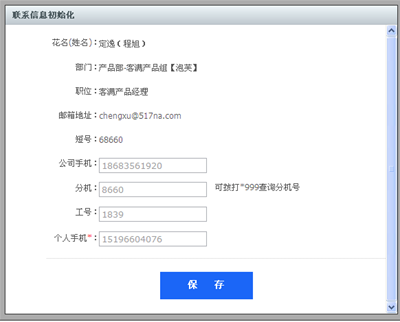 联系信息初始化
花名(姓名)：定逸（程旭）
部门：产品部-客满产品组【泡芙】
职位：客满产品经理
邮箱地址：chengxu@517na.com
短号：68660
公司手机：18683561920
分机：8660 可拨打*999查询分机号
工号：1839
个人手机*：15196604076
保 存